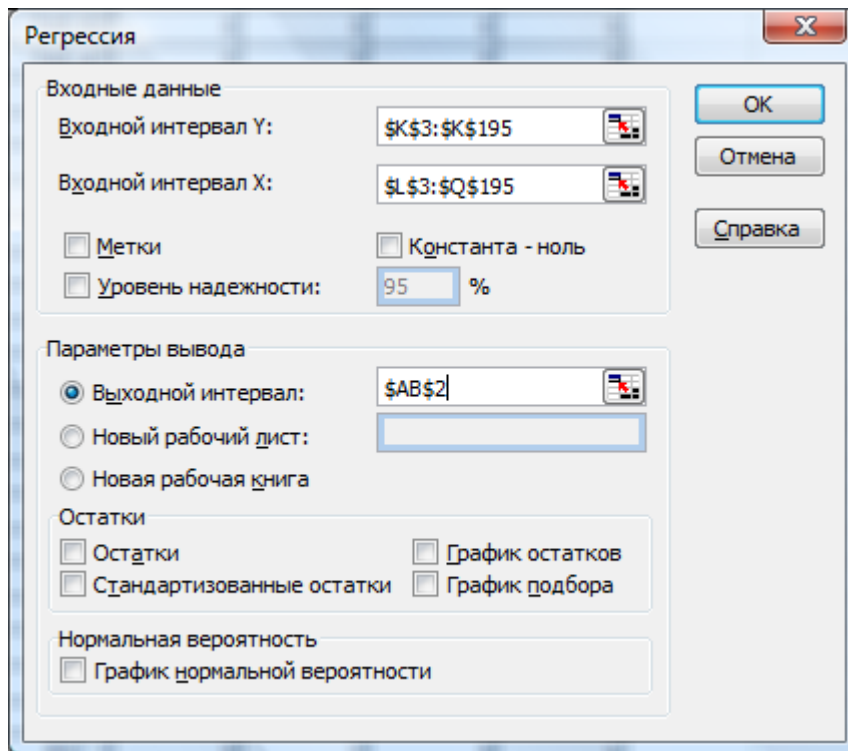 Регрессия
Входные данные
Входной интервал Y: $K$3:$K$195
Входной интервал X: $L$3:$Q$195
Метки Константа - ноль
Уровень надежности: 95 %
OK
Отмена
Справка
Параметры вывода
Выходной интервал: $AB$2
Новый рабочий лист:
Новая рабочая книга
Остатки
Остатки График остатков
Стандартизованные остатки График подбора
Нормальная вероятность
График нормальной вероятности